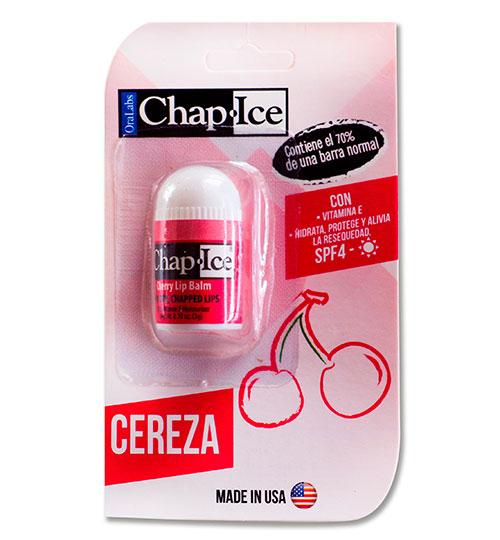 OraLabs
Chap·Ice
Contiene el 70%
de una barra normal
CON
- VITAMINA E
- HIDRATA, PROTEGE Y ALIVIA
LA RESEQUEDAD.
SPF4 -
Chap·Ice
Cherry Lip Balm
CHAPPED LIPS
CEREZA
MADE IN USA